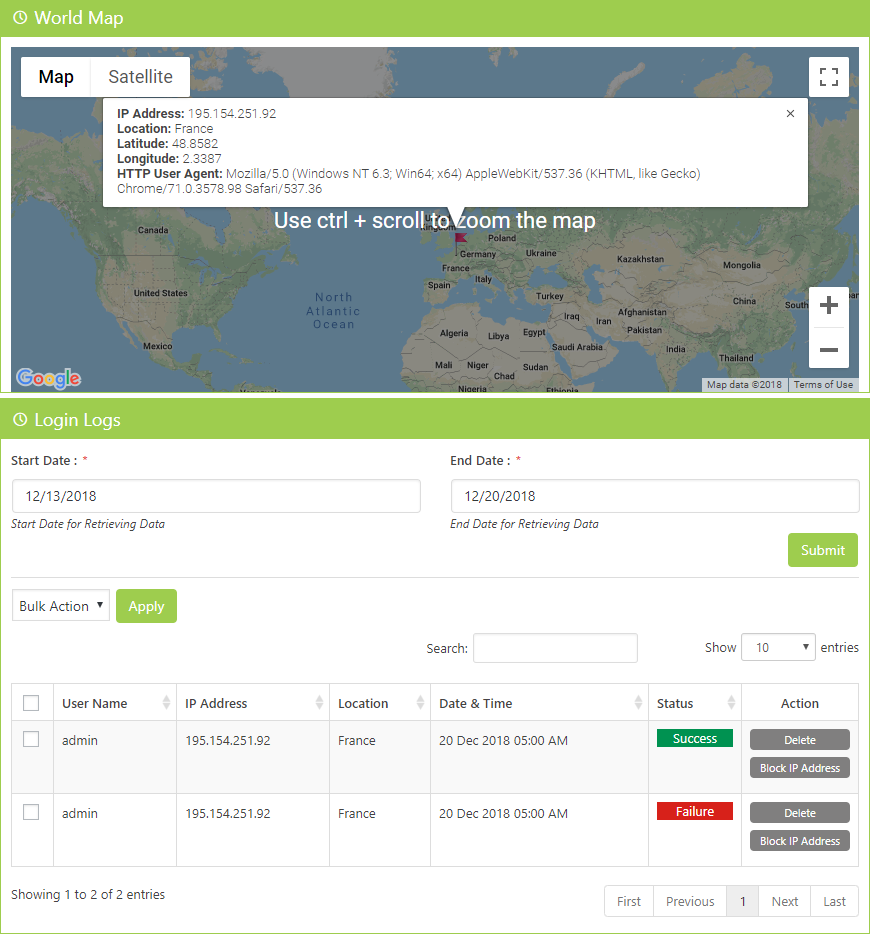 World Map
Map Satellite
IP Address: 195.154.251.92
Location: France
Latitude: 48.8582
Longitude: 2.3387
HTTP User Agent: Mozilla/5.0 (Windows NT 6.3; Win64; x64) AppleWebKit/537.36 (KHTML, like Gecko)
Chrome/71.0.3578.98 Safari/537.36
Use ctrl + scroll to zoom the map
Canada
Poland
Germany
Ukraine
Kazakhstan
Mongolia
France
Italy
Spain
United States
North
Atlantic
Ocean
Turkey
China
South
Iraq
Iran
Afghanistan
Pakistan
Algeria
Libya
Egypt
Saudi Arabia
India
Mexico
Thailand
Mali
Niger
Chad
Sudan
Nigeria
Ethiopia
Google
Map data ©2018 Terms of Use
Login Logs
Start Date : * End Date : *
12/13/2018 12/20/2018
Start Date for Retrieving Data End Date for Retrieving Data
Submit
Bulk Action Apply
Search: Show 10 entries
User Name IP Address Location Date & Time Status Action
admin 195.154.251.92 France 20 Dec 2018 05:00 AM Success Delete
Block IP Address
admin 195.154.251.92 France 20 Dec 2018 05:00 AM Failure Delete
Block IP Address
Showing 1 to 2 of 2 entries First Previous 1 Next Last